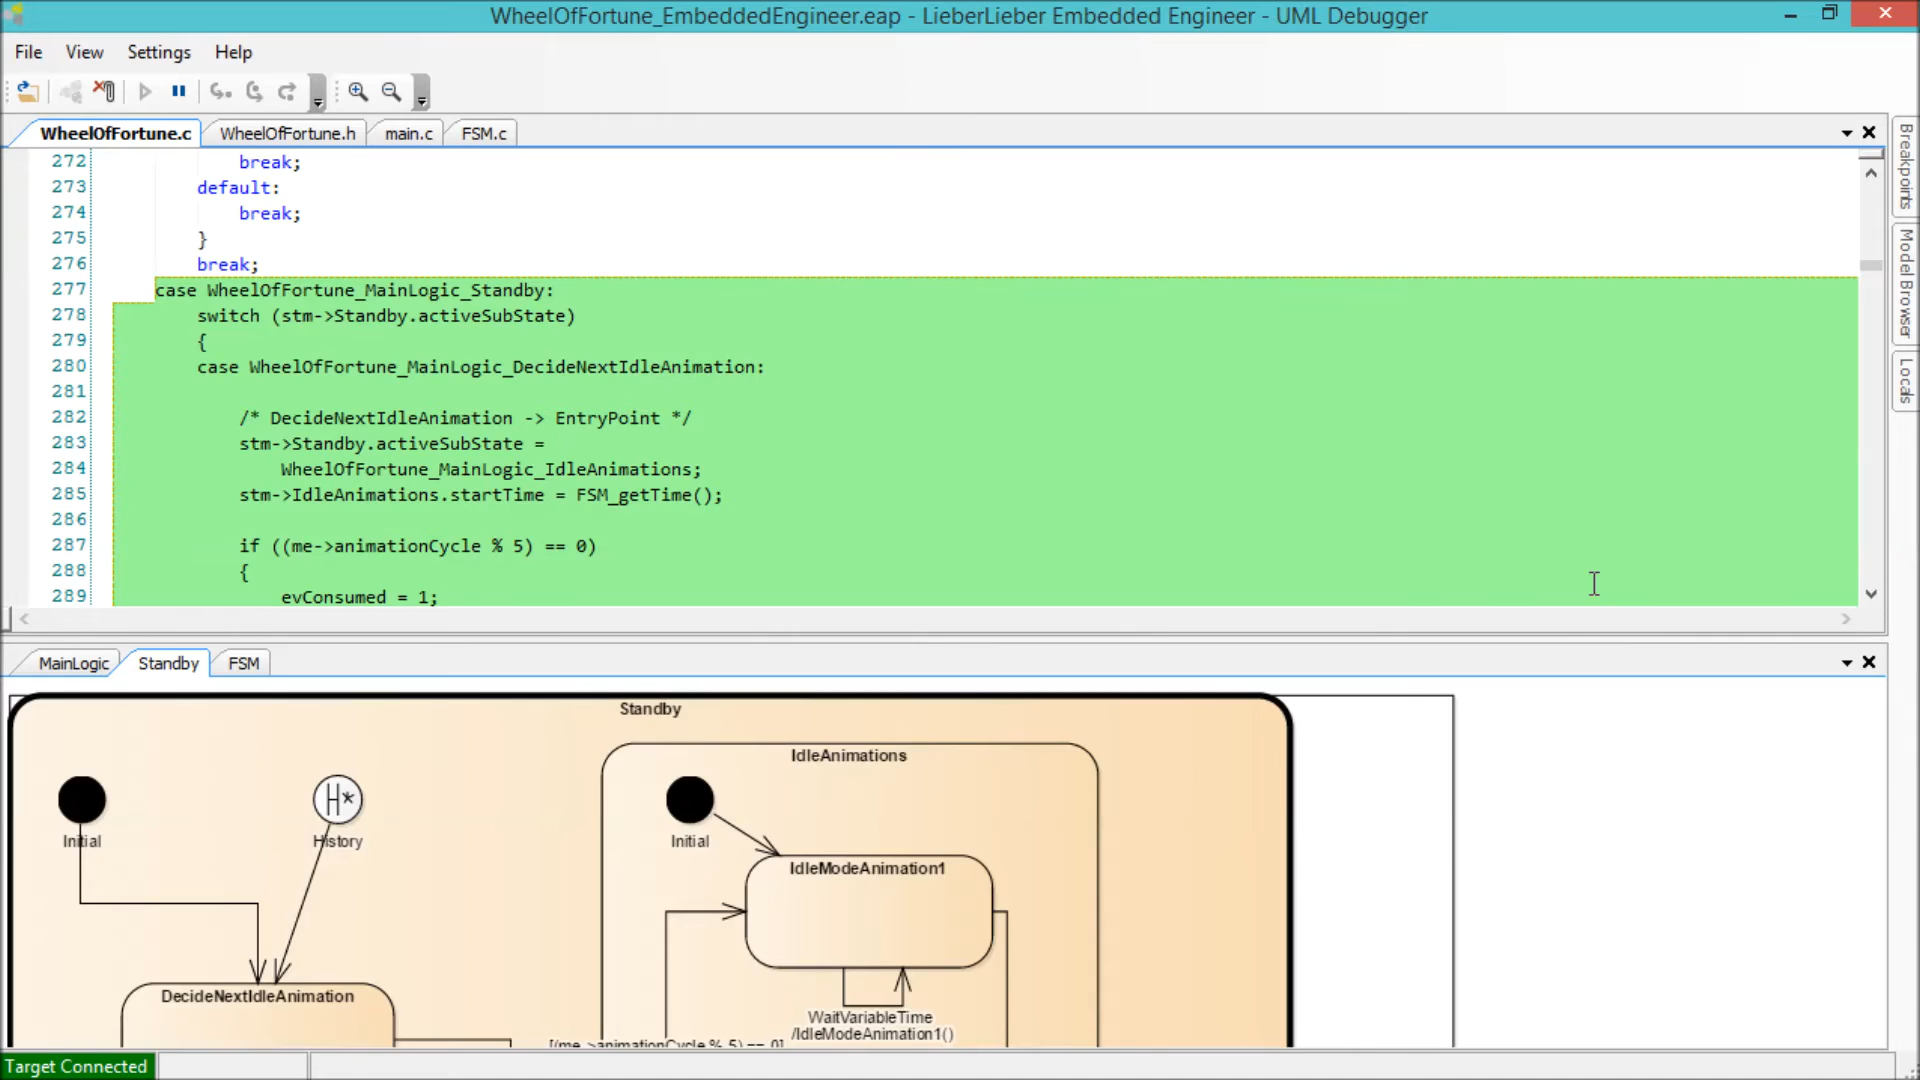 WheelOfFortune_EmbeddedEngineer.eap - LieberLieber Embedded Engineer - UML Debugger
File View Settings Help
WheelOfFortune.c WheelOfFortune.h main.c FSM.c
272 break;
273 default:
274 break;
275 }
276 break;
277 case WheelOfFortune_MainLogic_Standby:
278 switch (stm->Standby.activeSubState)
279 {
280 case WheelOfFortune_MainLogic_DecideNextIdleAnimation:
281
282 /* DecideNextIdleAnimation -> EntryPoint */
283 stm->Standby.activeSubState =
284 WheelOfFortune_MainLogic_IdleAnimations;
285 stm->IdleAnimations.startTime = FSM_getTime();
286
287 if ((me->animationCycle % 5) == 0)
288 {
289 evConsumed = 1;
Breakpoints
Model Browser
Locals
MainLogic Standby FSM
Standby
IdleAnimations
H*
Initial History Initial
IdleModeAnimation1
DecideNextIdleAnimation
WaitVariableTime
/IdleModeAnimation1()
[(me->animationCycle % 5) == 0]
Target Connected